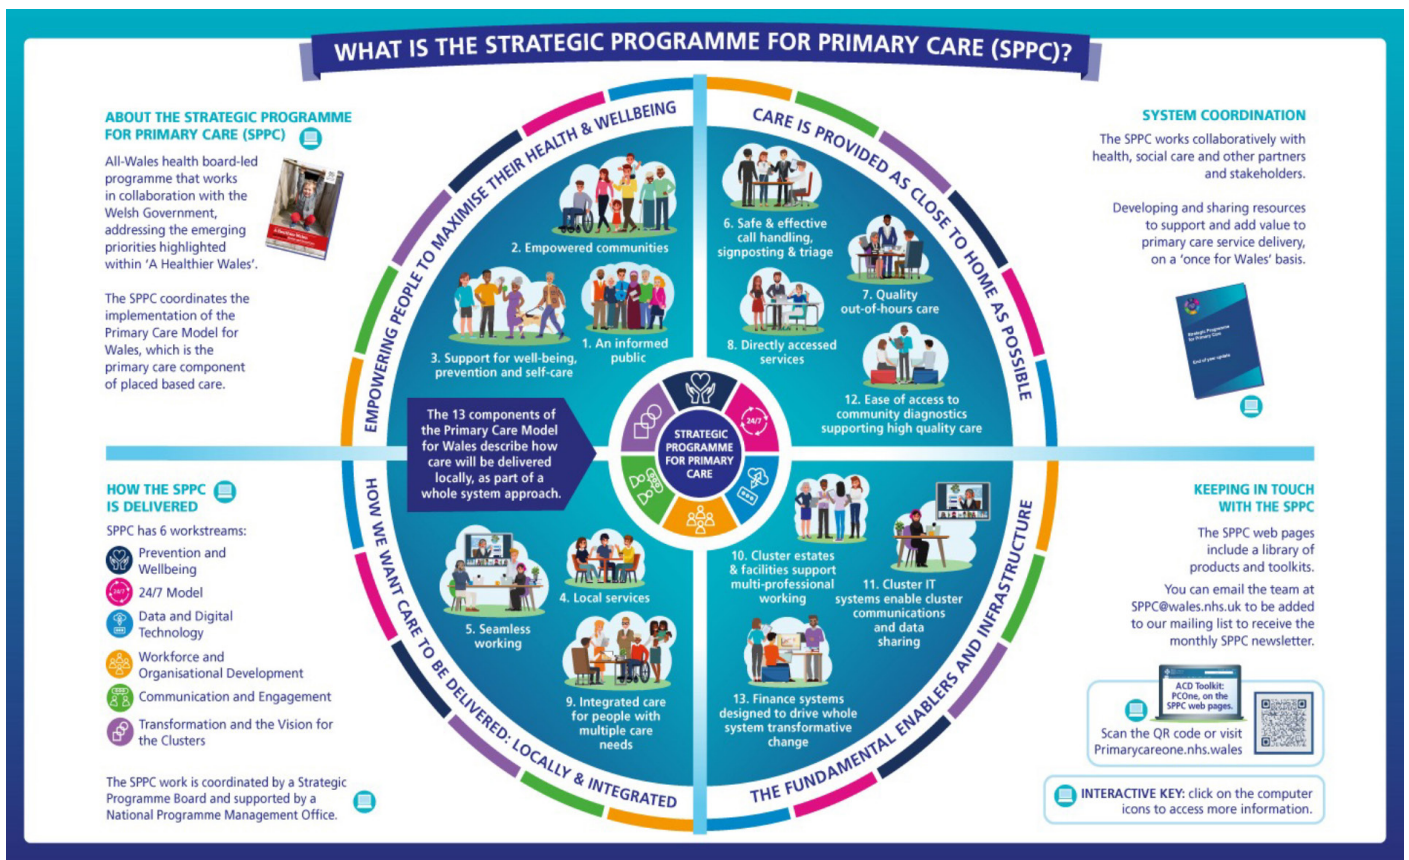 WHAT IS THE STRATEGIC PROGRAMME FOR PRIMARY CARE (SPPC)?
ABOUT THE STRATEGIC PROGRAMME
FOR PRIMARY CARE (SPPC)
All-Wales health board-led
programme that works
in collaboration with the
Welsh Government,
addressing the emerging
priorities highlighted
within 'A Healthier Wales'.
The SPPC coordinates the
implementation of the
Primary Care Model for
Wales, which is the
primary care component
of placed based care.
HOW THE SPPC
IS DELIVERED
SPPC has 6 workstreams:
Prevention and
Wellbeing
24/7
24/7 Model
Data and Digital
Technology
Workforce and
Organisational Development
Communication and Engagement
Transformation and the Vision for
the Clusters
The SPPC work is coordinated by a Strategic
Programme Board and supported by a
National Programme Management Office.
EMPOWERING PEOPLE TO MAXIMISE THEIR HEALTH & WELLBEING
2. Empowered communities
1. An informed
public
3. Support for well-being,
prevention and self-care
The 13 components of
the Primary Care Model
for Wales describe how
care will be delivered
locally, as part of a
whole system approach.
STRATEGIC
PROGRAMME
FOR PRIMARY
CARE
24/7
CARE IS PROVIDED AS CLOSE TO HOME AS POSSIBLE
6. Safe & effective
call handling,
signposting & triage
7. Quality
out-of-hours care
8. Directly accessed
services
12. Ease of access to
community diagnostics
supporting high quality care
HOW WE WANT CARE TO BE DELIVERED: LOCALLY & INTEGRATED
4. Local services
5. Seamless
working
9. Integrated care
for people with
multiple care
needs
THE FUNDAMENTAL ENABLERS AND INFRASTRUCTURE
10. Cluster estates
& facilities support
multi-professional
working
11. Cluster IT
systems enable cluster
communications
and data
sharing
13. Finance systems
designed to drive whole
system transformative
change
SYSTEM COORDINATION
The SPPC works collaboratively with
health, social care and other partners
and stakeholders.
Developing and sharing resources
to support and add value to
primary care service delivery,
on a 'once for Wales' basis.
Strategic Programme
for Primary Care
End of year update
KEEPING IN TOUCH
WITH THE SPPC
The SPPC web pages
include a library of
products and toolkits.
You can email the team at
SPPC@wales.nhs.uk to be added
to our mailing list to receive the
monthly SPPC newsletter.
ACD Toolkit:
PCOne, on the
SPPC web pages.
Scan the QR code or visit
Primarycareone.nhs.wales
INTERACTIVE KEY: click on the computer
icons to access more information.